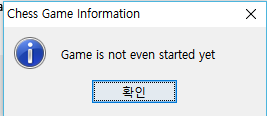 Chess Game Information
Game is not even started yet
확인